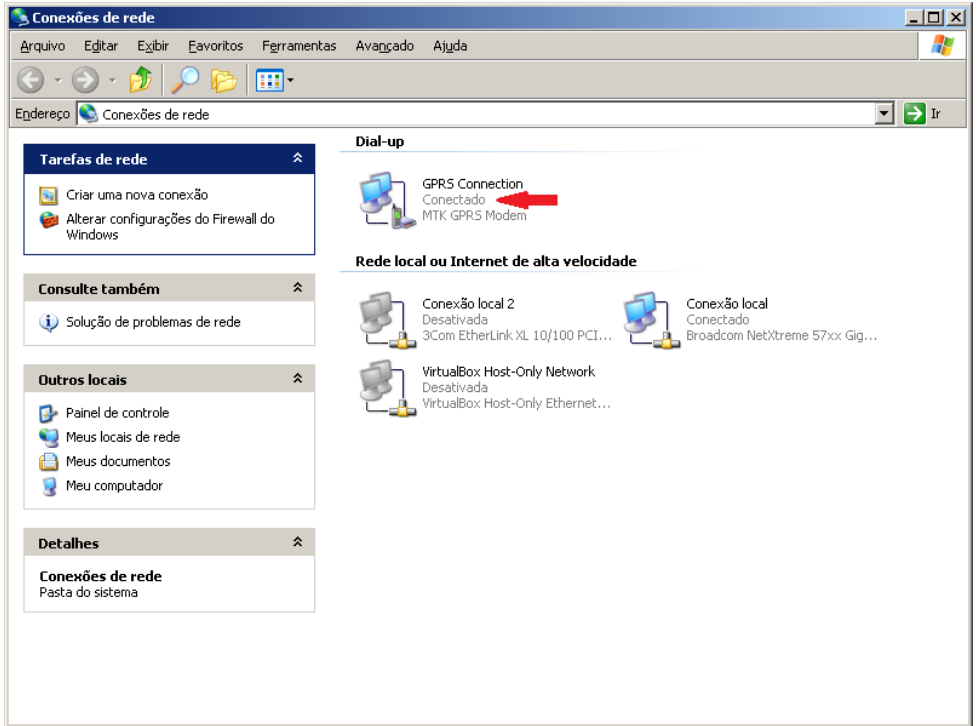 Conexões de rede
Arquivo Editar Exibir Favoritos Ferramentas Avançado Ajuda
Endereço Conexões de rede Ir
Tarefas de rede
Criar uma nova conexão
Alterar configurações do Firewall do
Windows
Consulte também
Solução de problemas de rede
Outros locais
Painel de controle
Meus locais de rede
Meus documentos
Meu computador
Detalhes
Conexões de rede
Pasta do sistema
Dial-up
GPRS Connection
Conectado
MTK GPRS Modem
Rede local ou Internet de alta velocidade
Conexão local 2
Desativada
3Com EtherLink XL 10/100 PCI...
Conexão local
Conectado
Broadcom NetXtreme 57xx Gig...
VirtualBox Host-Only Network
Desativada
VirtualBox Host-Only Ethernet...